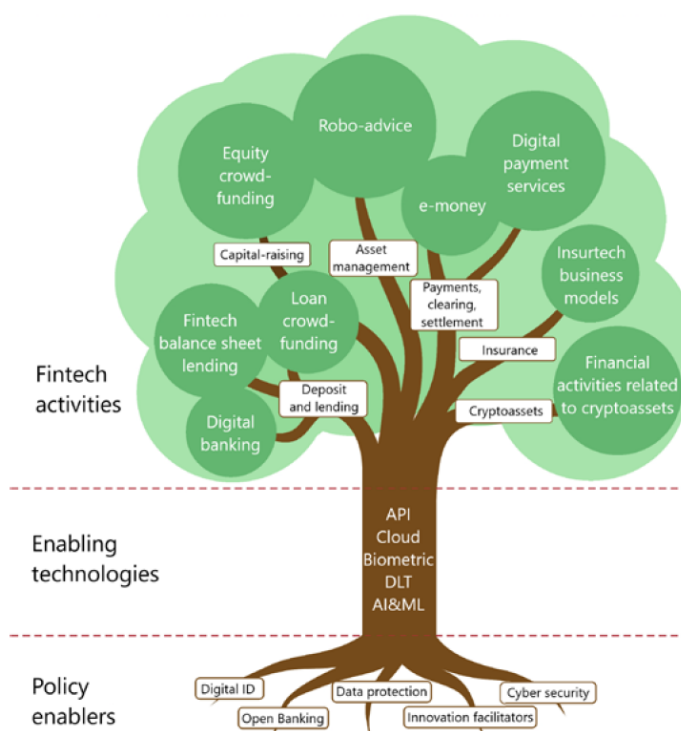 Robo-advice
Equity
crowd-
funding
Digital
payment
services
e-money
Capital-raising
Asset
management
Insurtech
business
models
Payments,
clearing,
settlement
Loan
crowd-
funding
Fintech
balance sheet
lending
Insurance
Fintech
activities
Deposit
and lending
Financial
activities related
to cryptoassets
Cryptoassets
Digital
banking
Enabling
technologies
API
Cloud
Biometric
DLT
AI&ML
Policy
enablers
Digital ID
Data protection
Cyber security
Open Banking
Innovation facilitators